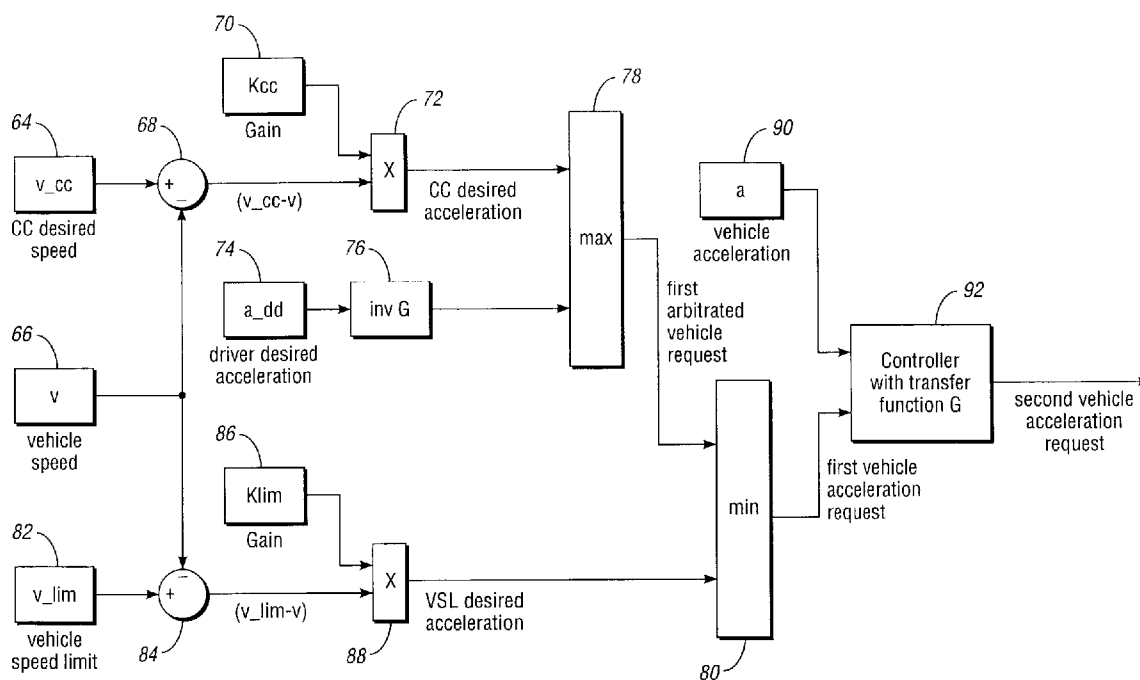 70
Kcc
Gain
72
X
78
max
64
v_cc
CC desired
speed
68
+
−
(v_cc-v)
CC desired
acceleration
90
a
vehicle
acceleration
74
a_dd
driver desired
acceleration
76
inv G
first
arbitrated
vehicle
request
92
Controller
with transfer
function G
second vehicle
acceleration
request
66
v
vehicle
speed
86
Klim
Gain
min
first vehicle
acceleration
request
82
v_lim
vehicle
speed limit
−
+
84
(v_lim-v)
X
88
VSL desired
acceleration
80